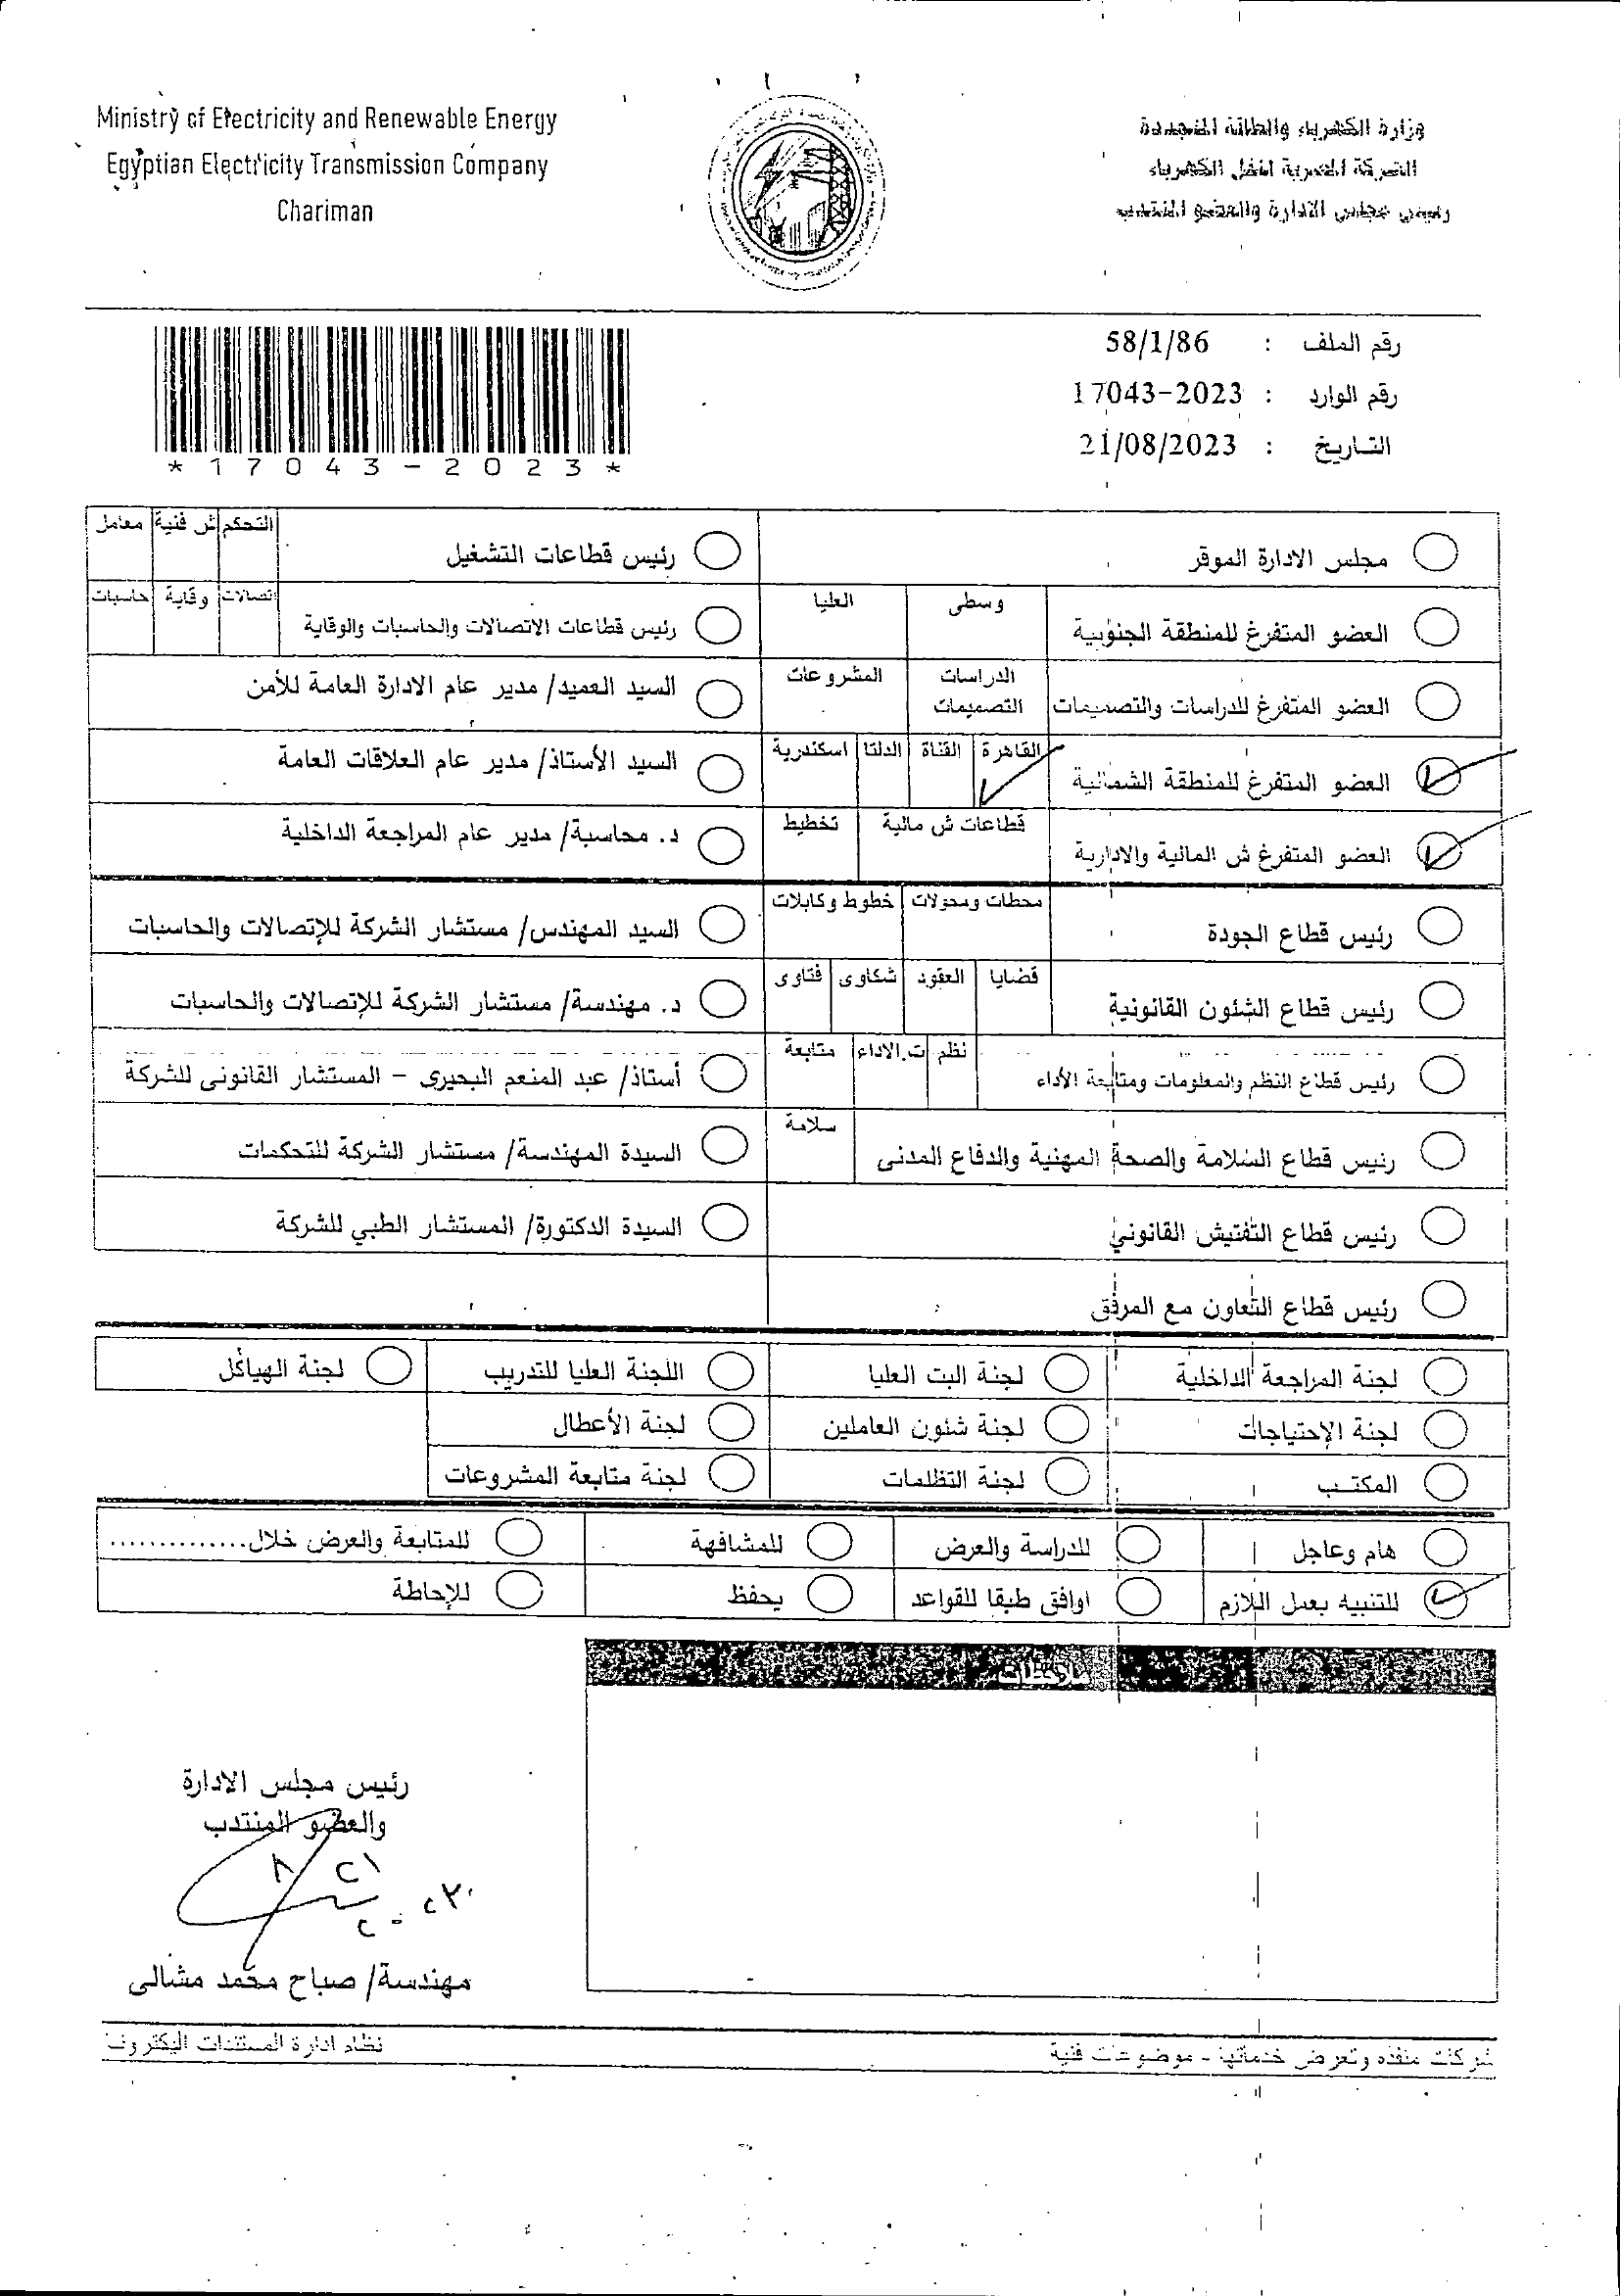 Ministry of Electricity and Renewable Energy
Egyptian Electricity Transmission Company
Chariman
وزارة الكهرباء والطاقة المتجددة
الشركة المصرية لنقل الكهرباء
رئيس مجلس الادارة والعضو المنتدب
رقم الملف : 58/1/86
رقم الوارد : 17043-2023
التاريخ : 21/08/2023
*17043-2023*
مجلس الادارة الموقر
رئيس قطاعات التشغيل التحكم ش فنية معامل
العضو المتفرغ للمنطقة الجنوبية وسطى العليا
رئيس قطاعات الاتصالات والحاسبات والوقاية اتصالات وقاية حاسبات
العضو المتفرغ للدراسات والتصميمات الدراسات التصميمات المشروعات
السيد العميد/ مدير عام الادارة العامة للأمن
العضو المتفرغ للمنطقة الشمالية القاهرة القناة الدلتا اسكندرية
السيد الأستاذ/ مدير عام العلاقات العامة
العضو المتفرغ ش المالية والادارية قطاعات ش مالية تخطيط
د. محاسبة/ مدير عام المراجعة الداخلية
رئيس قطاع الجودة محطات ومحولات خطوط وكابلات
السيد المهندس/ مستشار الشركة للإتصالات والحاسبات
رئيس قطاع الشئون القانونية قضايا العقود شكاوى فتاوى
د. مهندسة/ مستشار الشركة للإتصالات والحاسبات
رئيس قطاع النظم والمعلومات ومتابعة الأداء نظم ت.الاداء متابعة
أستاذ/ عبد المنعم البحيرى - المستشار القانونى للشركة
رئيس قطاع السلامة والصحة المهنية والدفاع المدنى سلامة
السيدة المهندسة/ مستشار الشركة للتحكمات
رئيس قطاع التفتيش القانوني
السيدة الدكتورة/ المستشار الطبي للشركة
رئيس قطاع التعاون مع المرفق
لجنة المراجعة الداخلية لجنة البت العليا اللجنة العليا للتدريب لجنة الهياكل
لجنة الإحتياجات لجنة شئون العاملين لجنة الأعطال
المكتب لجنة التظلمات لجنة متابعة المشروعات
هام وعاجل للدراسة والعرض للمشافهة للمتابعة والعرض خلال..............
للتنبيه بعمل اللازم اوافق طبقا للقواعد يحفظ للإحاطة
ملاحظات
رئيس مجلس الادارة
والعضو المنتدب
٢١ ٨
مهندسة/ صباح محمد مشالى
شركات منفذه وتعرض خدماتها - موضوعات فنية
نظام ادارة المستندات اليكترونيا